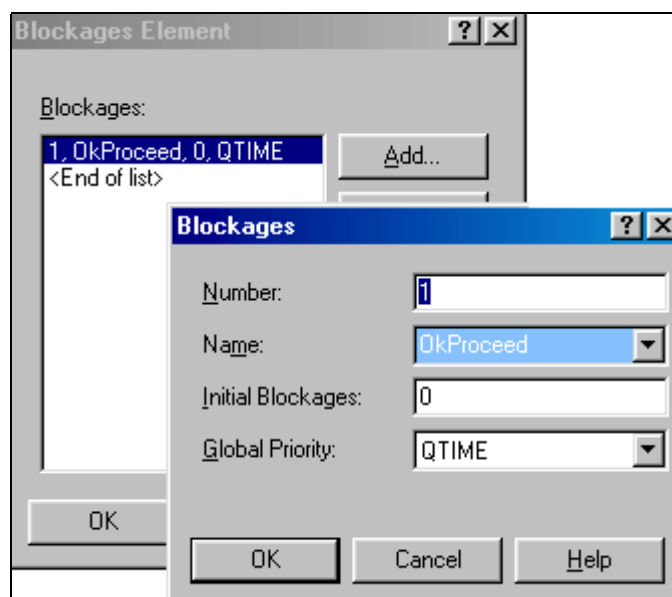 Blockages Element
Blockages:
1, OkProceed, 0, QTIME
Add...
<End of list>
OK
Blockages
Number:
1
Name:
OkProceed
Initial Blockages:
0
Global Priority:
QTIME
OK
Cancel
Help